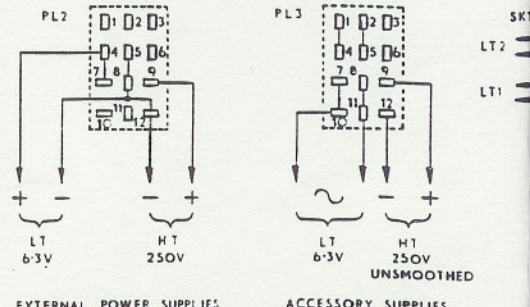 PL2 PL3 SKT
1 2 3 1 2 3
4 5 6 4 5 6
LT2
7 8 9 7 8 9
LT1
10 11 12 10 11 12
+ − − + ∼ − +
LT HT LT HT
6·3V 250V 6·3V 250V
UNSMOOTHED
EXTERNAL POWER SUPPLIES ACCESSORY SUPPLIES